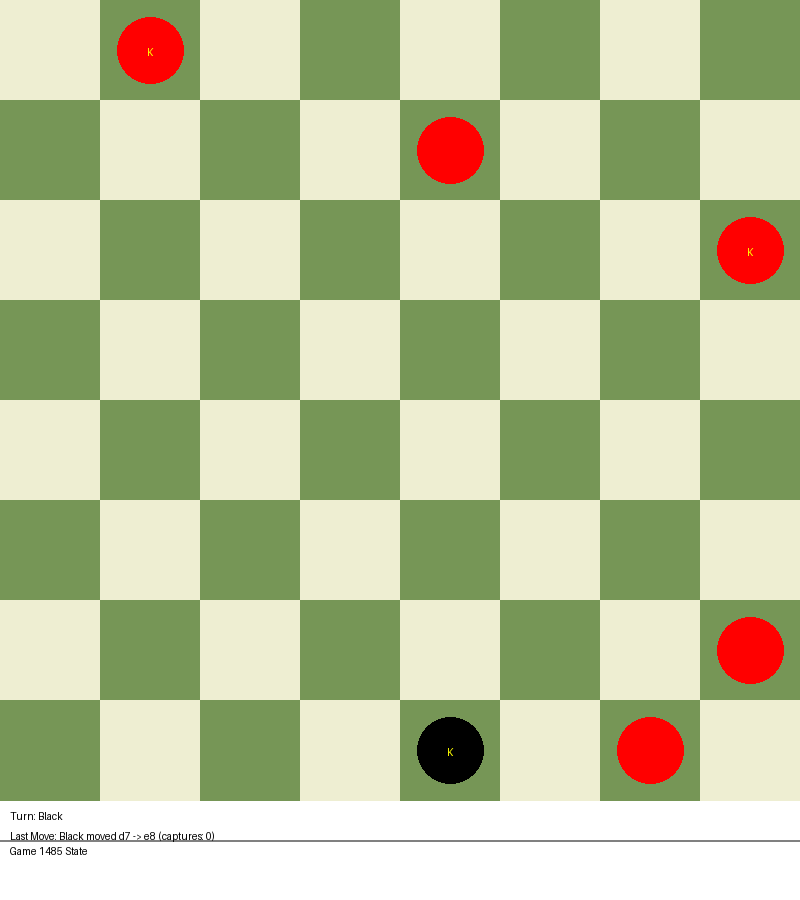 K
K
K
Turn: Black
Last Move: Black moved d7 -> e8 (captures: 0)
Game 1485 State